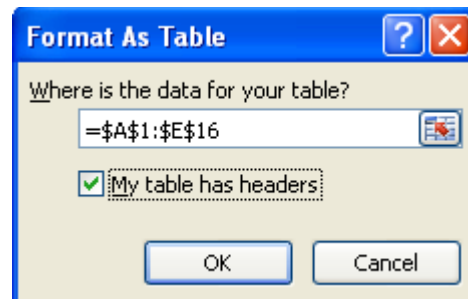 Format As Table
Where is the data for your table?
=$A$1:$E$16
My table has headers
OK Cancel